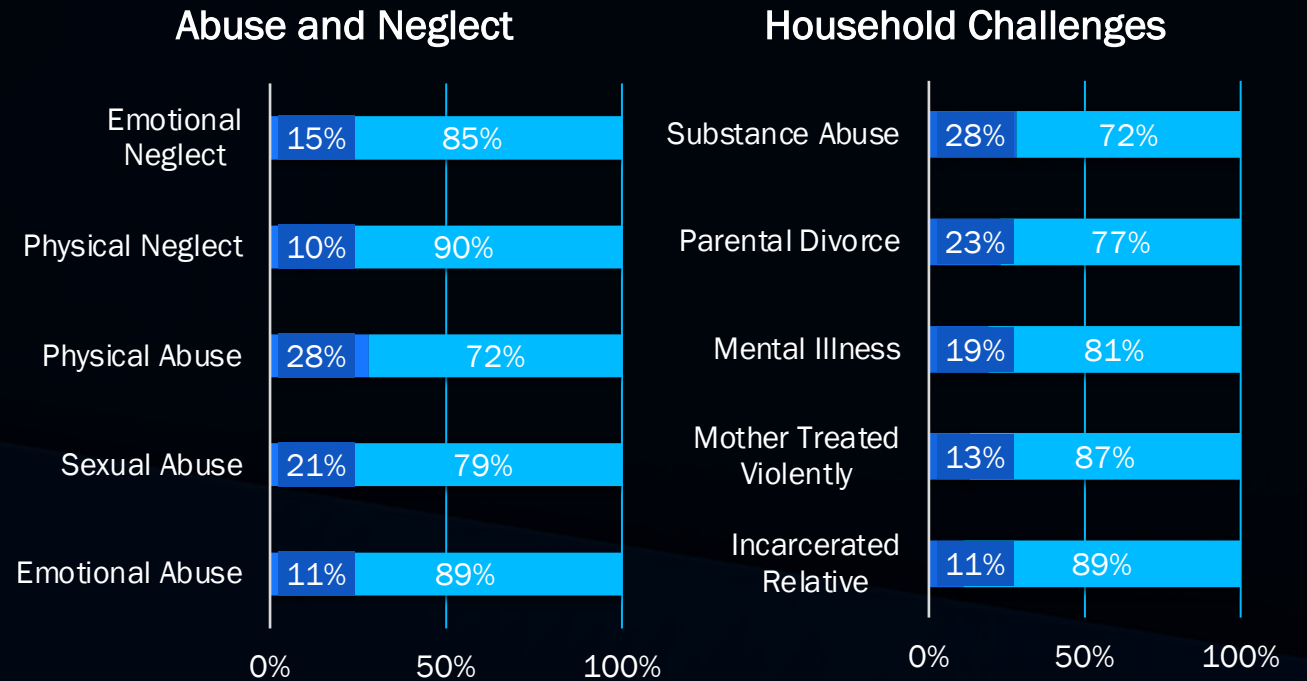 Abuse and Neglect
Emotional
Neglect
15%
85%
Physical Neglect
10%
90%
Physical Abuse
28%
72%
Sexual Abuse
21%
79%
Emotional Abuse
11%
89%
0%
50%
100%
Household Challenges
Substance Abuse
28%
72%
Parental Divorce
23%
77%
Mental Illness
19%
81%
Mother Treated
Violently
13%
87%
Incarcerated
Relative
11%
89%
0%
50%
100%